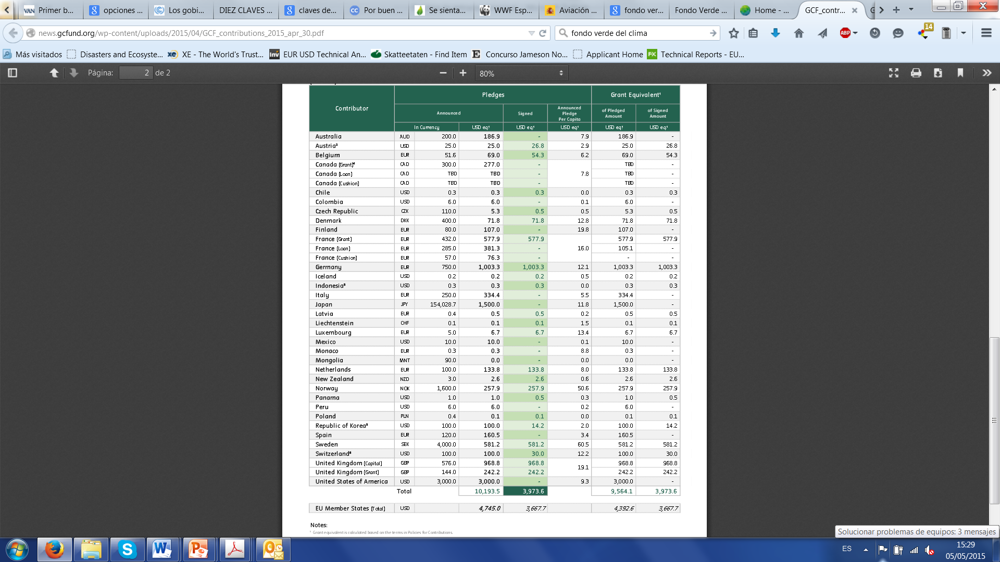 Primer b... opciones ... Los gobi... DIEZ CLAVES ... claves de... Por buen ... Se sienta... WWF Esp... Aviación ... fondo ver... Fondo Verde ... Home - ... GCF_contr...
news.gcfund.org/wp-content/uploads/2015/04/GCF_contributions_2015_apr_30.pdf fondo verde del clima ABP 14
Más visitados Disasters and Ecosyste... XE - The World's Trust... EUR USD Technical An... Skatteetaten - Find Item Concurso Jameson No... Applicant Home Technical Reports - EU...
Página: 2 de 2 80%
Contributor Pledges Grant Equivalent¹
Announced Signed Announced Pledge Per Capita of Pledged Amount of Signed Amount
In Currency USD eq.² USD eq.² USD eq.² USD eq.² USD eq.²
Australia AUD 200.0 186.9 - 7.9 186.9 -
Austria³ USD 25.0 25.0 26.8 2.9 25.0 26.8
Belgium EUR 51.6 69.0 54.3 6.2 69.0 54.3
Canada (Grant)⁴ CAD 300.0 277.0 - TBD -
Canada (Loan) CAD TBD TBD - 7.8 TBD -
Canada (Cushion) CAD TBD TBD - TBD -
Chile USD 0.3 0.3 0.3 0.0 0.3 0.3
Colombia USD 6.0 6.0 - 0.1 6.0 -
Czech Republic CZK 110.0 5.3 0.5 0.5 5.3 0.5
Denmark DKK 400.0 71.8 71.8 12.8 71.8 71.8
Finland EUR 80.0 107.0 - 19.8 107.0 -
France (Grant) EUR 432.0 577.9 577.9 577.9 577.9
France (Loan) EUR 285.0 381.3 - 16.0 105.1 -
France (Cushion) EUR 57.0 76.3 - - -
Germany EUR 750.0 1,003.3 1,003.3 12.1 1,003.3 1,003.3
Iceland USD 0.2 0.2 0.2 0.5 0.2 0.2
Indonesia⁵ USD 0.3 0.3 0.3 0.0 0.3 0.3
Italy EUR 250.0 334.4 - 5.5 334.4 -
Japan JPY 154,028.7 1,500.0 - 11.8 1,500.0 -
Latvia EUR 0.4 0.5 0.5 0.2 0.5 0.5
Liechtenstein CHF 0.1 0.1 0.1 1.5 0.1 0.1
Luxembourg EUR 5.0 6.7 6.7 13.4 6.7 6.7
Mexico USD 10.0 10.0 - 0.1 10.0 -
Monaco EUR 0.3 0.3 - 8.8 0.3 -
Mongolia MNT 90.0 0.0 - 0.0 0.0 -
Netherlands EUR 100.0 133.8 133.8 8.0 133.8 133.8
New Zealand NZD 3.0 2.6 2.6 0.6 2.6 2.6
Norway NOK 1,600.0 257.9 257.9 50.6 257.9 257.9
Panama USD 1.0 1.0 0.5 0.3 1.0 0.5
Peru USD 6.0 6.0 - 0.2 6.0 -
Poland PLN 0.4 0.1 0.1 0.0 0.1 0.1
Republic of Korea⁵ USD 100.0 100.0 14.2 2.0 100.0 14.2
Spain EUR 120.0 160.5 - 3.4 160.5 -
Sweden SEK 4,000.0 581.2 581.2 60.5 581.2 581.2
Switzerland⁶ USD 100.0 100.0 30.0 12.2 100.0 30.0
United Kingdom (Capital) GBP 576.0 968.8 968.8 19.1 968.8 968.8
United Kingdom (Grant) GBP 144.0 242.2 242.2 242.2 242.2
United States of America USD 3,000.0 3,000.0 - 9.3 3,000.0 -
Total 10,193.5 3,973.6 9,564.1 3,973.6
EU Member States (Total) USD 4,745.0 3,667.7 4,392.6 3,667.7
Notes:
¹ Grant equivalent is calculated based on the terms in Policies for Contributions.
Solucionar problemas de equipos: 3 mensajes
ES 15:29
05/05/2015